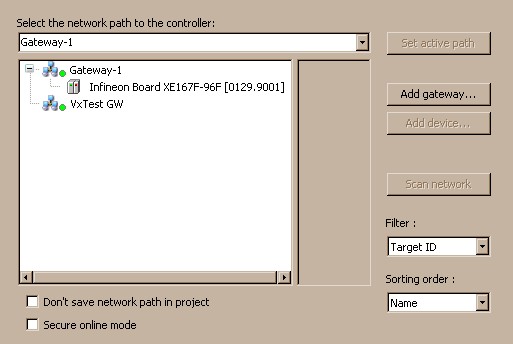 Select the network path to the controller:
Gateway-1
Set active path
Gateway-1
Infineon Board XE167F-96F [0129.9001]
VxTest GW
Add gateway...
Add device...
Scan network
Filter :
Target ID
Sorting order :
Name
Don't save network path in project
Secure online mode